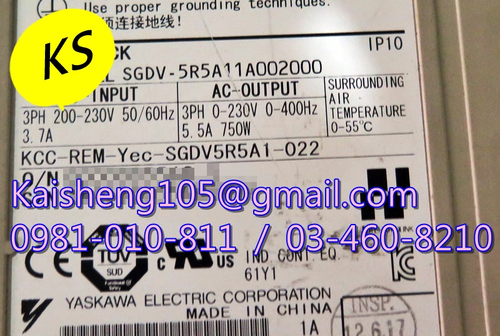 Use proper grounding techniques.
须连接地线!
KS
CK
IP10
SGDV-5R5A11A002000
INPUT
3PH 200-230V 50/60Hz
3.7A
AC-OUTPUT
3PH 0-230V 0-400Hz
5.5A 750W
SURROUNDING
AIR
TEMPERATURE
0-55℃
KCC-REM-Yec-SGDV5R5A1-022
O/N
Kaisheng105@gmail.com
0981-010-811 / 03-460-8210
CE
TÜV
SUD
c US
IND. CONT. EQ.
61Y1
YASKAWA ELECTRIC CORPORATION
MADE IN CHINA
1A
INSP.